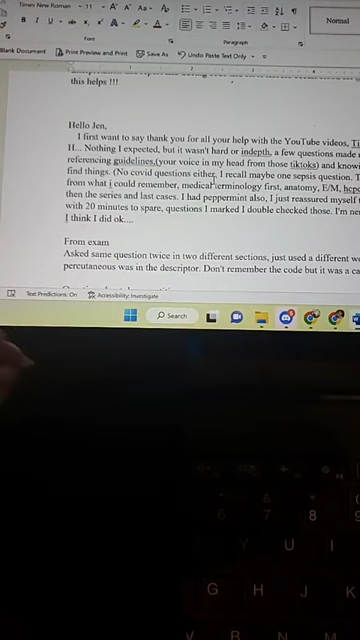 Times New Roman 11 A A Aa
Normal
B I U ab x₂ x² A A
Font
Paragraph
Blank Document Print Preview and Print Save As Undo Paste Text Only
this helps !!!
Hello Jen,
I first want to say thank you for all your help with the YouTube videos,
H... Nothing I expected, but it wasn't hard or indepth, a few questions made
referencing guidelines,(your voice in my head from those tiktoks) and
find things. (No covid questions either, I recall maybe one sepsis question.
from what i could remember, medical terminology first, anatomy, E/M,
then the series and last cases. I had peppermint also, I just reassured myself
with 20 minutes to spare, questions I marked I double checked those. I'm
I think I did ok....
From exam
Asked same question twice in two different sections, just used a different
percutaneous was in the descriptor. Don't remember the code but it was a
Text Predictions: On Accessibility: Investigate
Search
6 7 8
Y U I
G H J K
V B N M